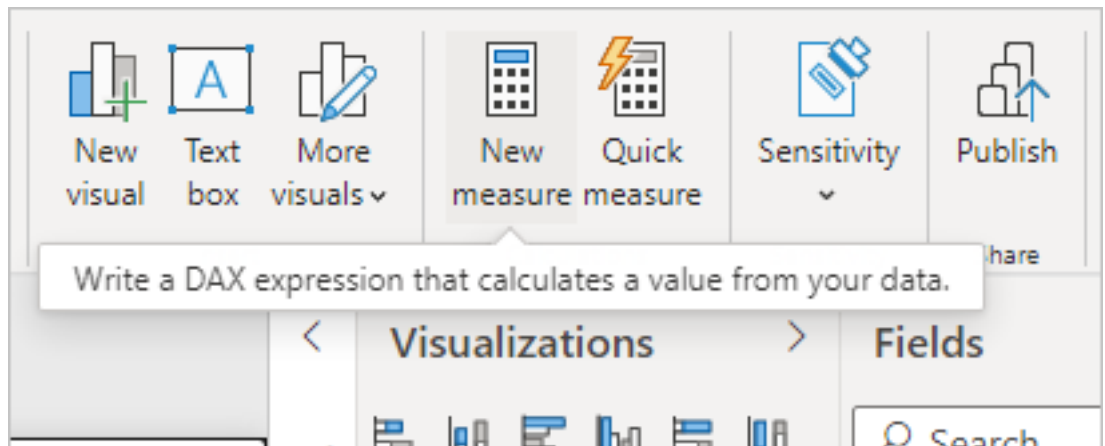 New visual
Text box
More visuals
New measure
Quick measure
Sensitivity
Publish
Write a DAX expression that calculates a value from your data.
hare
Visualizations
Fields
Search